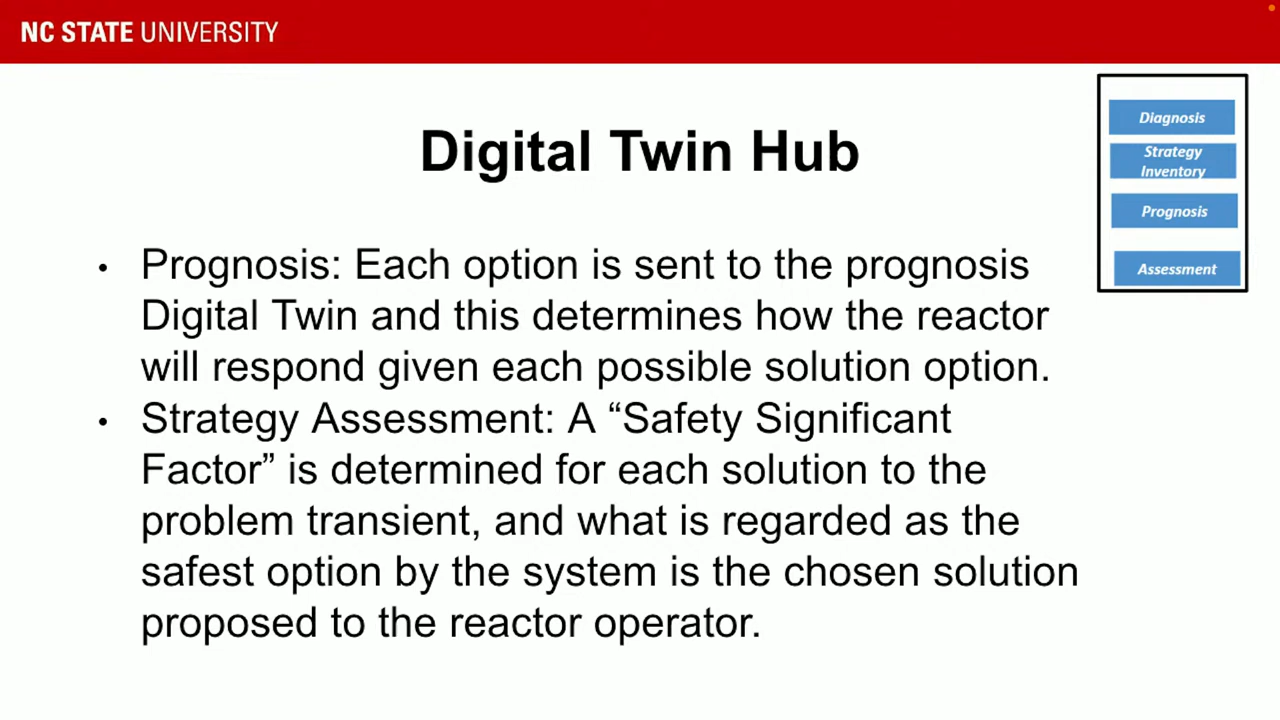 NC STATE UNIVERSITY
Digital Twin Hub
Diagnosis
Strategy
Inventory
Prognosis
Assessment
• Prognosis: Each option is sent to the prognosis
Digital Twin and this determines how the reactor
will respond given each possible solution option.
• Strategy Assessment: A “Safety Significant
Factor” is determined for each solution to the
problem transient, and what is regarded as the
safest option by the system is the chosen solution
proposed to the reactor operator.